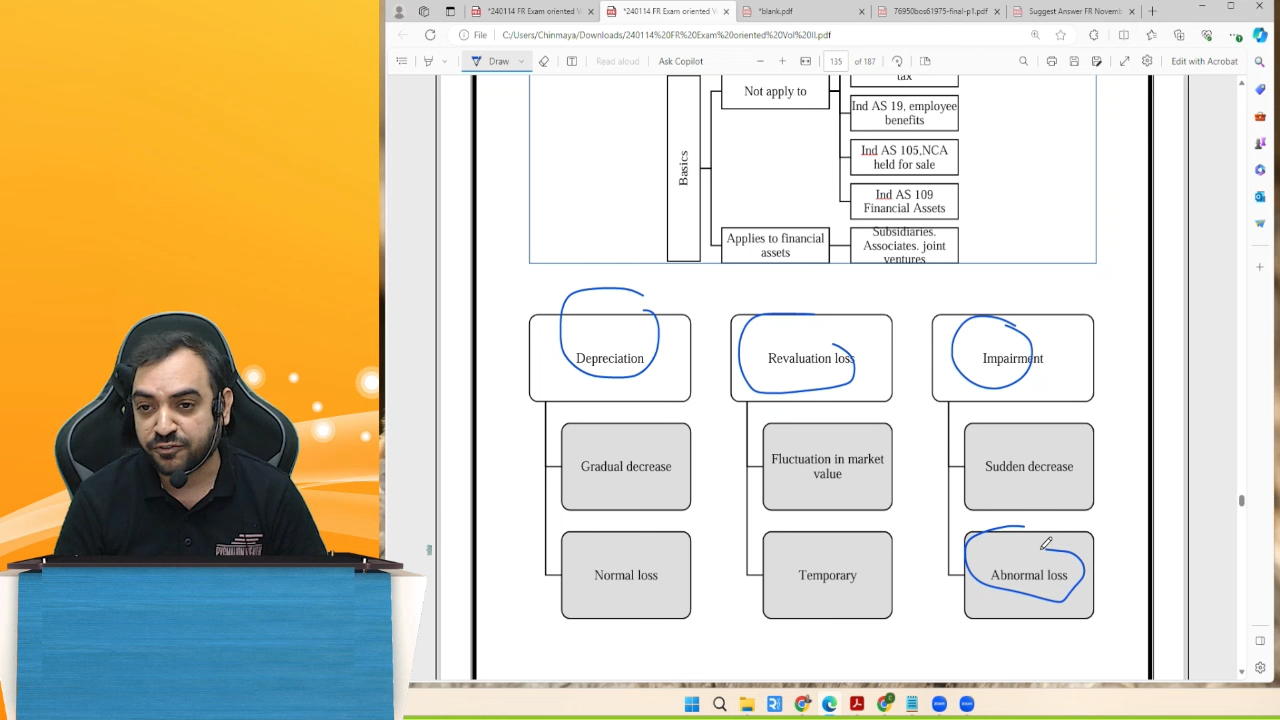 *240114 FR Exam oriented V
*240114 FR Exam oriented V
*blank.pdf
76950bos61975-final-p1.pdf
Suggest Answer FR Novemb
File
C:/Users/Chinmaya/Downloads/240114%20FR%20Exam%20oriented%20Vol%20II.pdf
Draw
Read aloud
Ask Copilot
135
of 187
Edit with Acrobat
Basics
Not apply to
tax
Ind AS 19, employee
benefits
Ind AS 105,NCA
held for sale
Ind AS 109
Financial Assets
Applies to financial
assets
Subsidiaries.
Associates. joint
ventures
Depreciation
Revaluation loss
Impairment
Gradual decrease
Fluctuation in market
value
Sudden decrease
Normal loss
Temporary
Abnormal loss